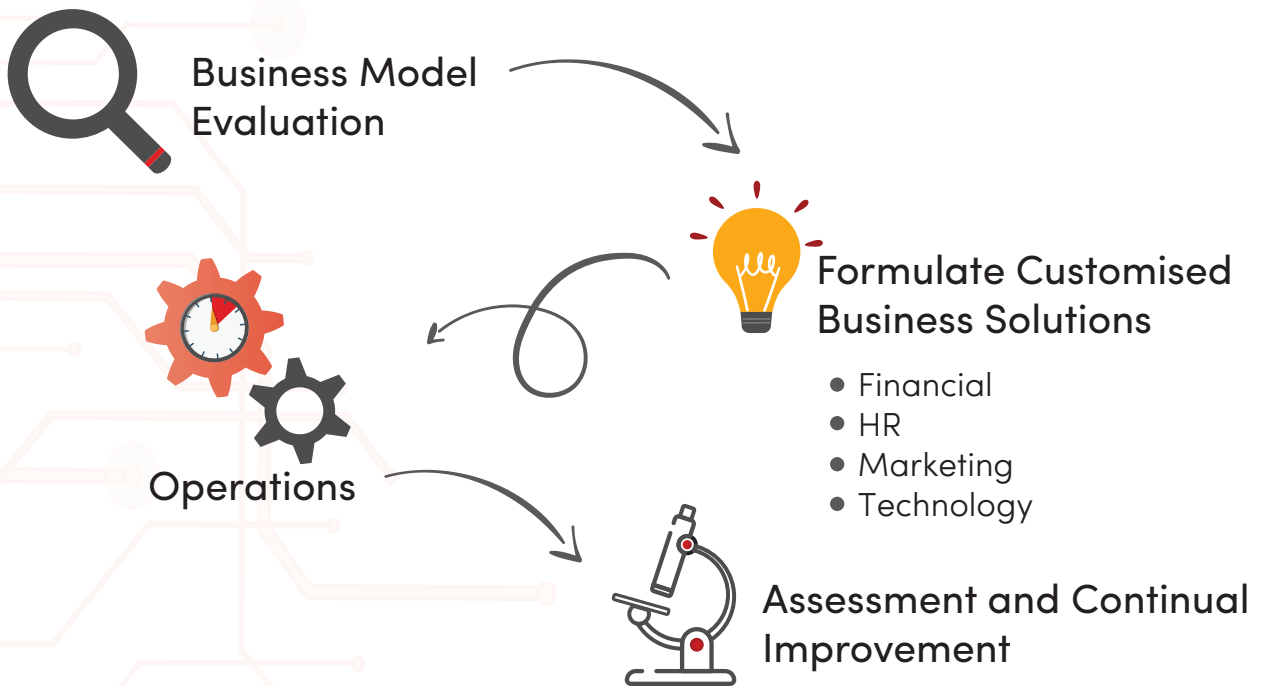 Business Model
Evaluation
Formulate Customised
Business Solutions
Financial
HR
Marketing
Technology
Operations
Assessment and Continual
Improvement